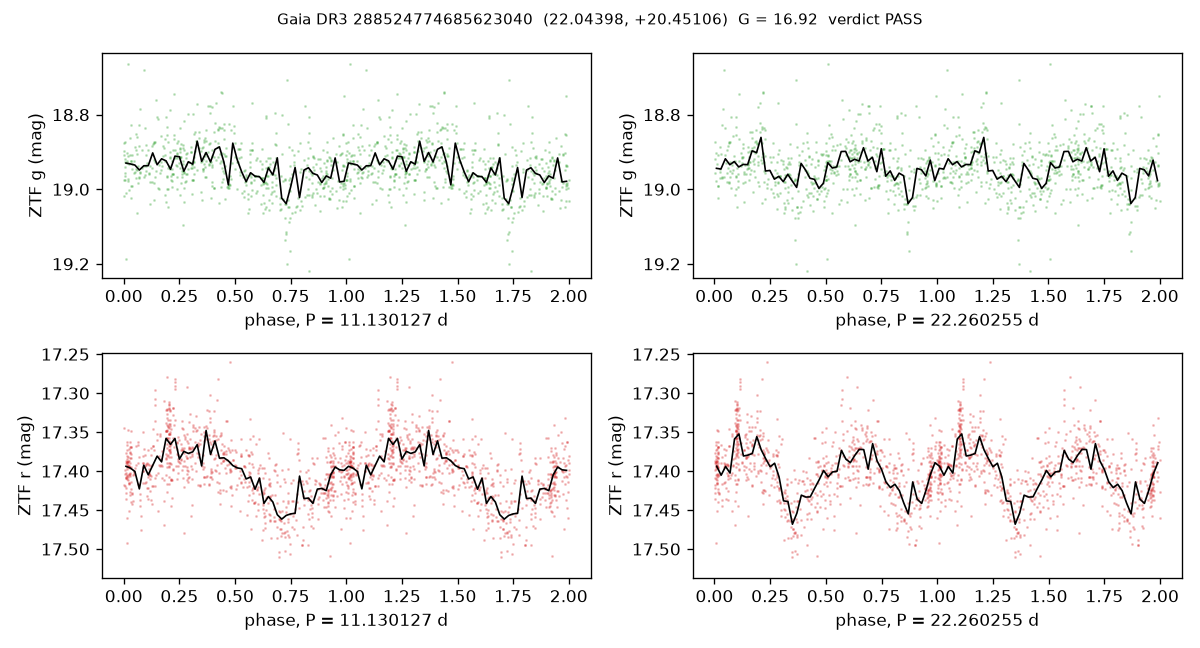 Gaia DR3 288524774685623040  (22.04398, +20.45106)  G = 16.92  verdict PASS
ZTF g (mag)
18.8
19.0
19.2
0.00 0.25 0.50 0.75 1.00 1.25 1.50 1.75 2.00
phase, P = 11.130127 d
ZTF g (mag)
18.8
19.0
19.2
0.00 0.25 0.50 0.75 1.00 1.25 1.50 1.75 2.00
phase, P = 22.260255 d
ZTF r (mag)
17.25
17.30
17.35
17.40
17.45
17.50
0.00 0.25 0.50 0.75 1.00 1.25 1.50 1.75 2.00
phase, P = 11.130127 d
ZTF r (mag)
17.25
17.30
17.35
17.40
17.45
17.50
0.00 0.25 0.50 0.75 1.00 1.25 1.50 1.75 2.00
phase, P = 22.260255 d